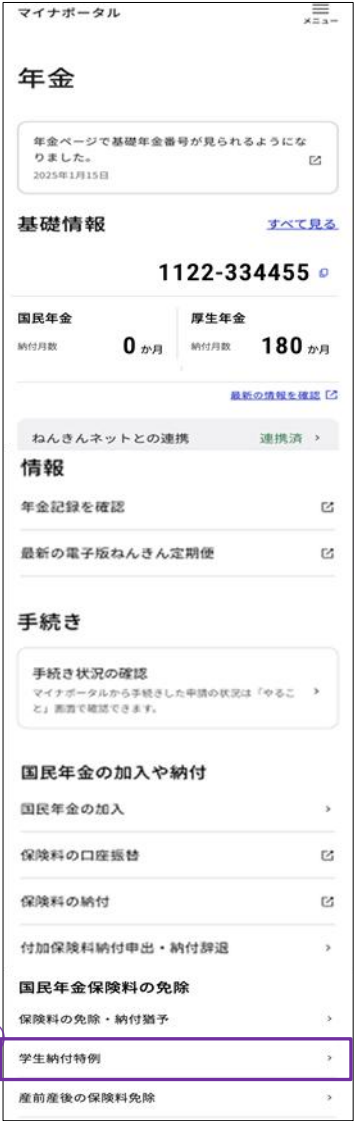 マイナポータル
メニュー
年金
年金ページで基礎年金番号が見られるようにな
りました。
2025年1月15日
基礎情報 すべて見る
1122-334455
国民年金 厚生年金
納付月数 0 か月 納付月数 180 か月
最新の情報を確認
ねんきんネットとの連携 連携済
情報
年金記録を確認
最新の電子版ねんきん定期便
手続き
手続き状況の確認
マイナポータルから手続きした申請の状況は「やるこ
と」画面で確認できます。
国民年金の加入や納付
国民年金の加入
保険料の口座振替
保険料の納付
付加保険料納付申出・納付辞退
国民年金保険料の免除
保険料の免除・納付猶予
学生納付特例
産前産後の保険料免除